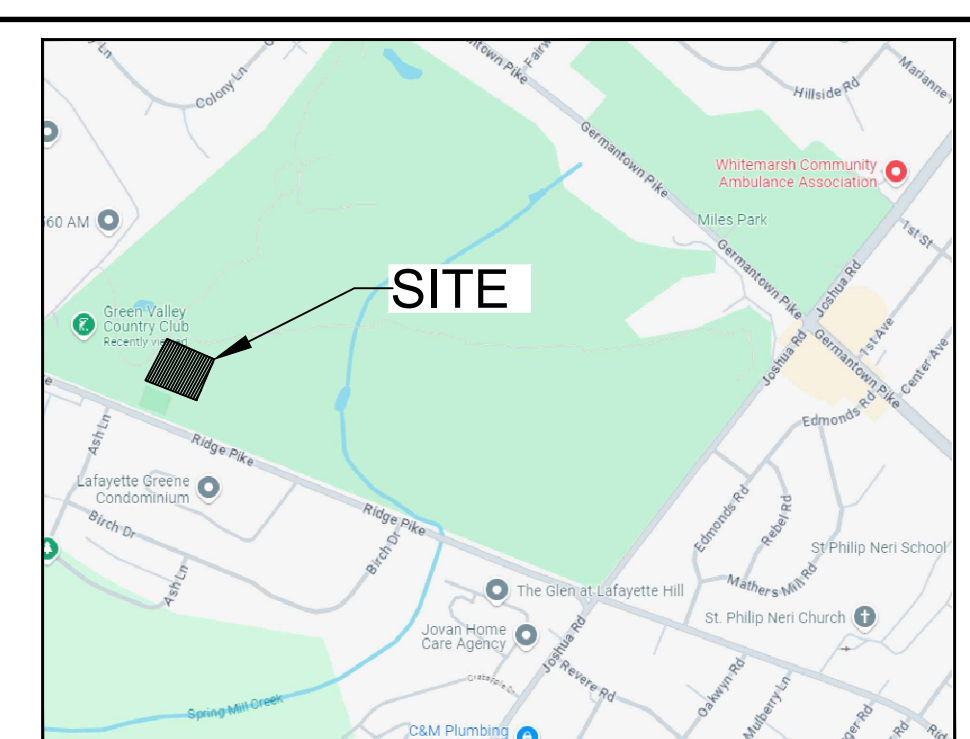 Colony Ln
Germantown Pike
Hillside Rd
Whitemarsh Community
Ambulance Association
560 AM
Miles Park
1st St
Germantown Pike
Joshua Rd
SITE
Green Valley
Country Club
Recently viewed
Germantown Pike
1st Ave
Center Ave
Joshua Rd
Edmonds Rd
Ash Ln
Ridge Pike
Lafayette Greene
Condominium
Birch Dr
Ridge Pike
Birch Dr
Edmonds Rd
Rebel Rd
St Philip Neri School
Ash Ln
The Glen at Lafayette Hill
Mathers Mill Rd
St. Philip Neri Church
Jovan Home
Care Agency
Joshua Rd
Revere Rd
Oakwyn Rd
Mulberry Ln
Spring Mill Creek
C&M Plumbing